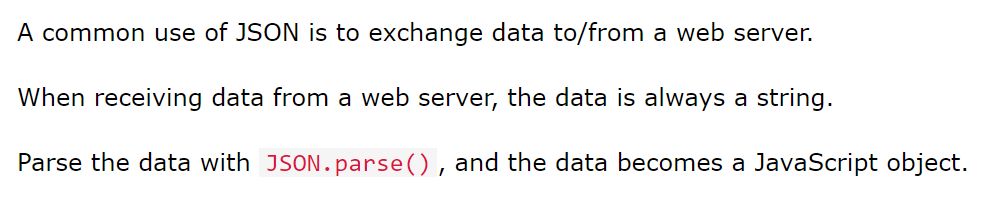 A common use of JSON is to exchange data to/from a web server.
When receiving data from a web server, the data is always a string.
Parse the data with JSON.parse(), and the data becomes a JavaScript object.